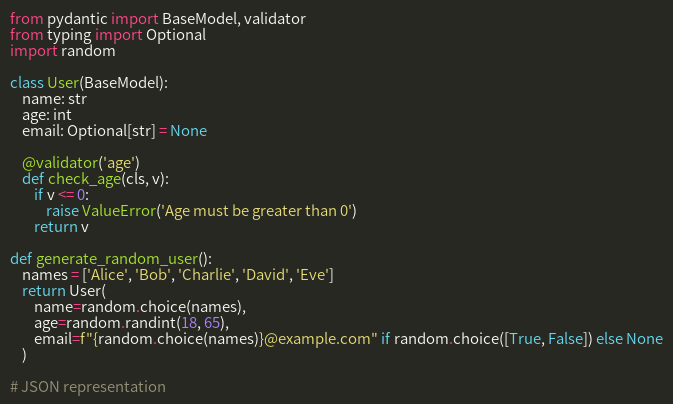 from pydantic import BaseModel, validator
from typing import Optional
import random

class User(BaseModel):
    name: str
    age: int
    email: Optional[str] = None

    @validator('age')
    def check_age(cls, v):
        if v <= 0:
            raise ValueError('Age must be greater than 0')
        return v

def generate_random_user():
    names = ['Alice', 'Bob', 'Charlie', 'David', 'Eve']
    return User(
        name=random.choice(names),
        age=random.randint(18, 65),
        email=f"{random.choice(names)}@example.com" if random.choice([True, False]) else None
    )

# JSON representation